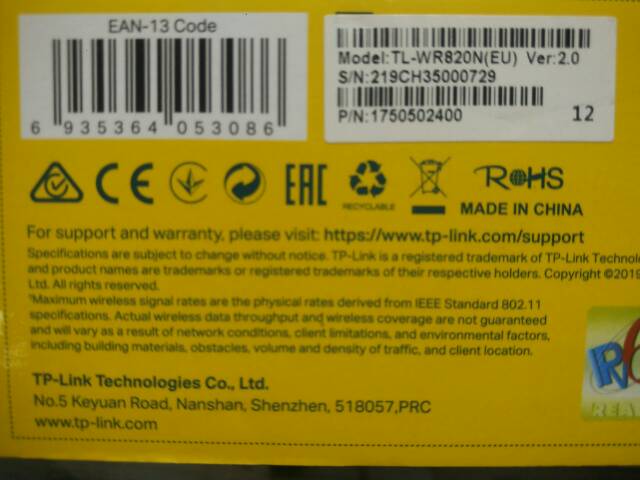 EAN-13 Code
6 935364 053086
Model:TL-WR820N(EU) Ver:2.0
S/N:219CH35000729
P/N:1750502400 12
CE
EAC
RECYCLABLE
RoHS
MADE IN CHINA
For support and warranty, please visit: https://www.tp-link.com/support
Specifications are subject to change without notice. TP-Link is a registered trademark of TP-Link
and product names are trademarks or registered trademarks of their respective holders. Copyright
Ltd. All rights reserved.
*Maximum wireless signal rates are the physical rates derived from IEEE Standard 802.11
specifications. Actual wireless data throughput and wireless coverage are not guaranteed
and will vary as a result of network conditions, client limitations, and environmental factors,
including building materials, obstacles, volume and density of traffic, and client location.
IPv6
READY
TP-Link Technologies Co., Ltd.
No.5 Keyuan Road, Nanshan, Shenzhen, 518057,PRC
www.tp-link.com